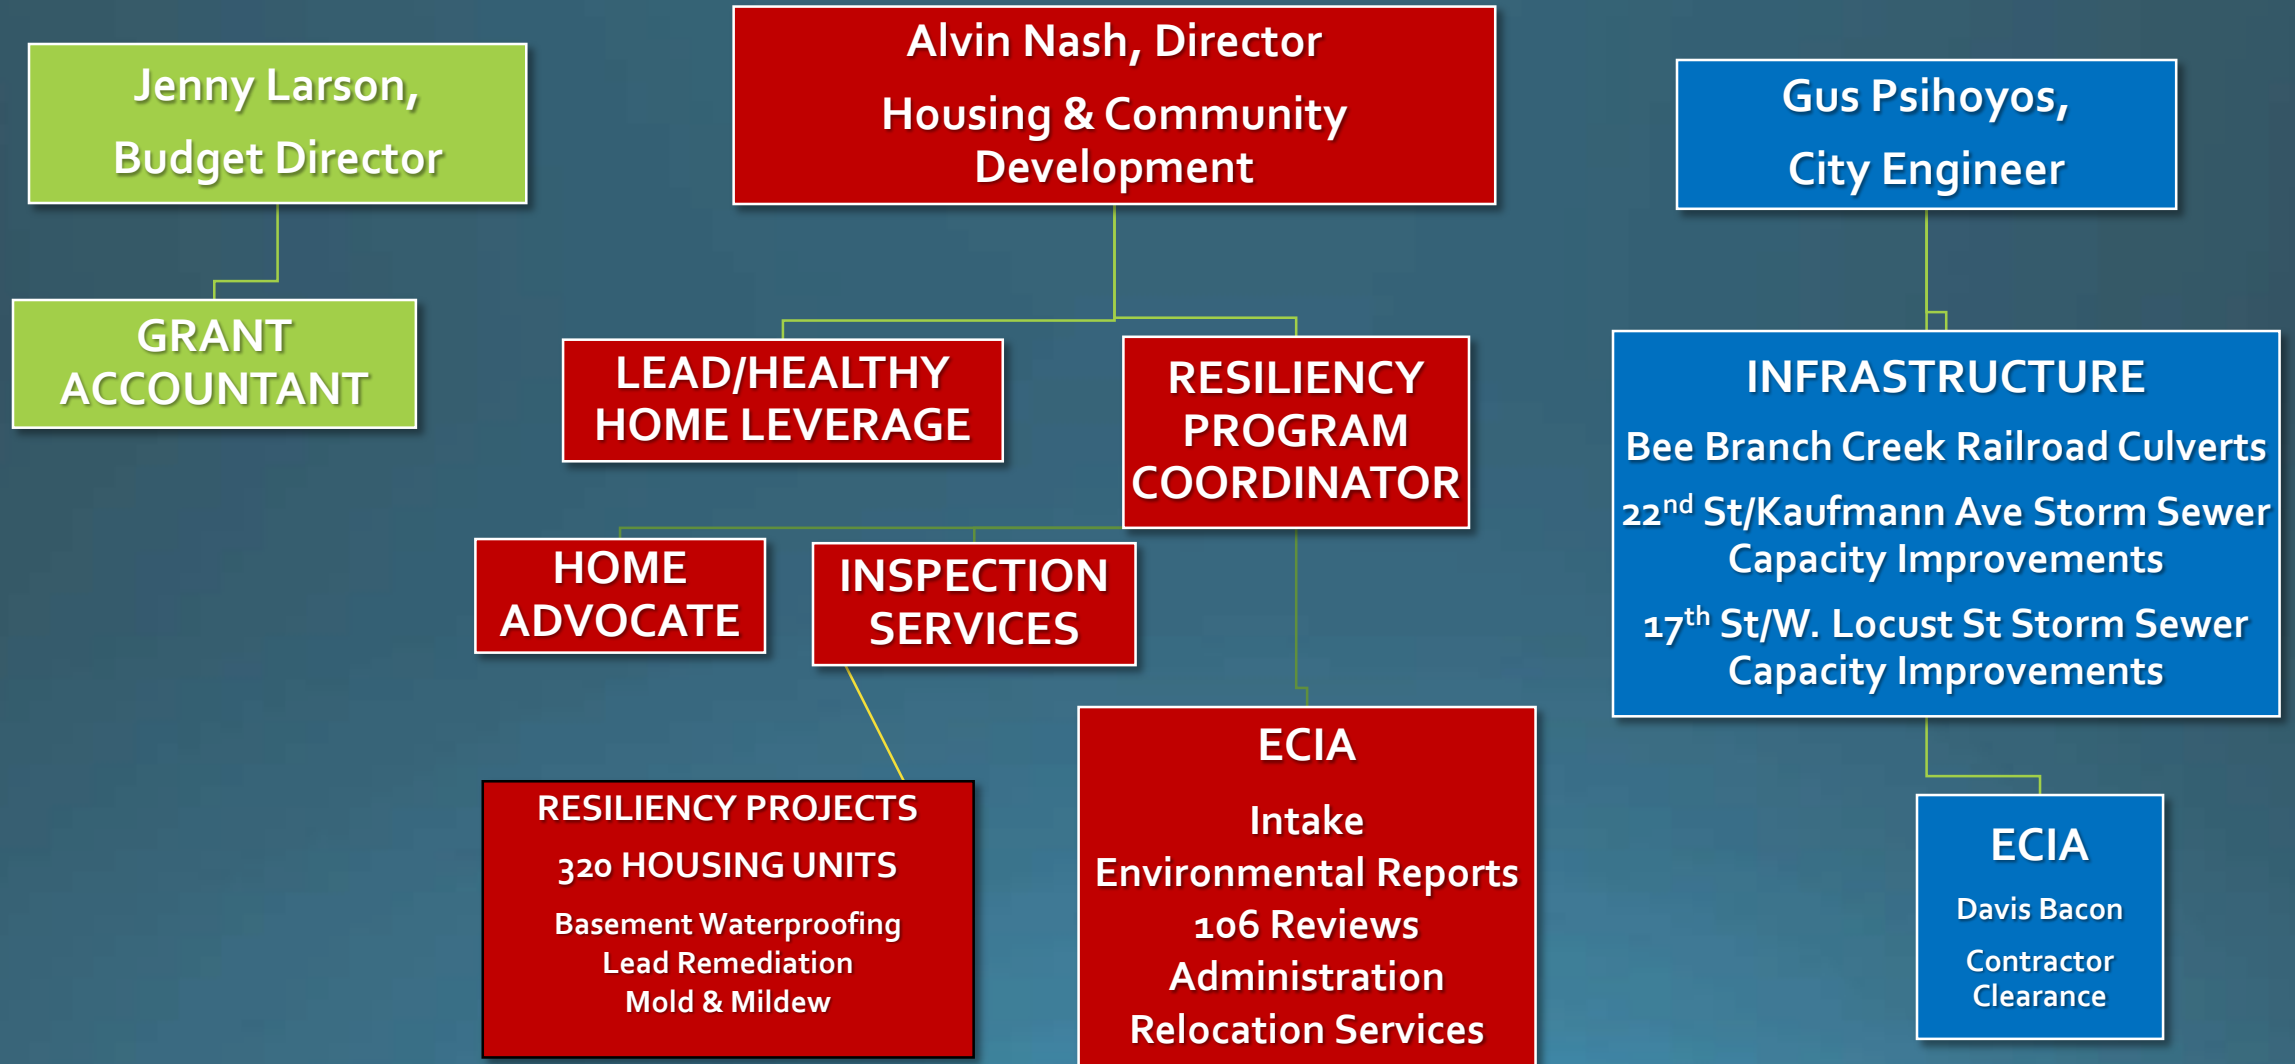 Jenny Larson,
Budget Director
Alvin Nash, Director
Housing & Community
Development
Gus Psihoyos,
City Engineer
GRANT
ACCOUNTANT
LEAD/HEALTHY
HOME LEVERAGE
RESILIENCY
PROGRAM
COORDINATOR
INFRASTRUCTURE
Bee Branch Creek Railroad Culverts
22nd St/Kaufmann Ave Storm Sewer
Capacity Improvements
17th St/W. Locust St Storm Sewer
Capacity Improvements
HOME
ADVOCATE
INSPECTION
SERVICES
RESILIENCY PROJECTS
320 HOUSING UNITS
Basement Waterproofing
Lead Remediation
Mold & Mildew
ECIA
Intake
Environmental Reports
106 Reviews
Administration
Relocation Services
ECIA
Davis Bacon
Contractor
Clearance